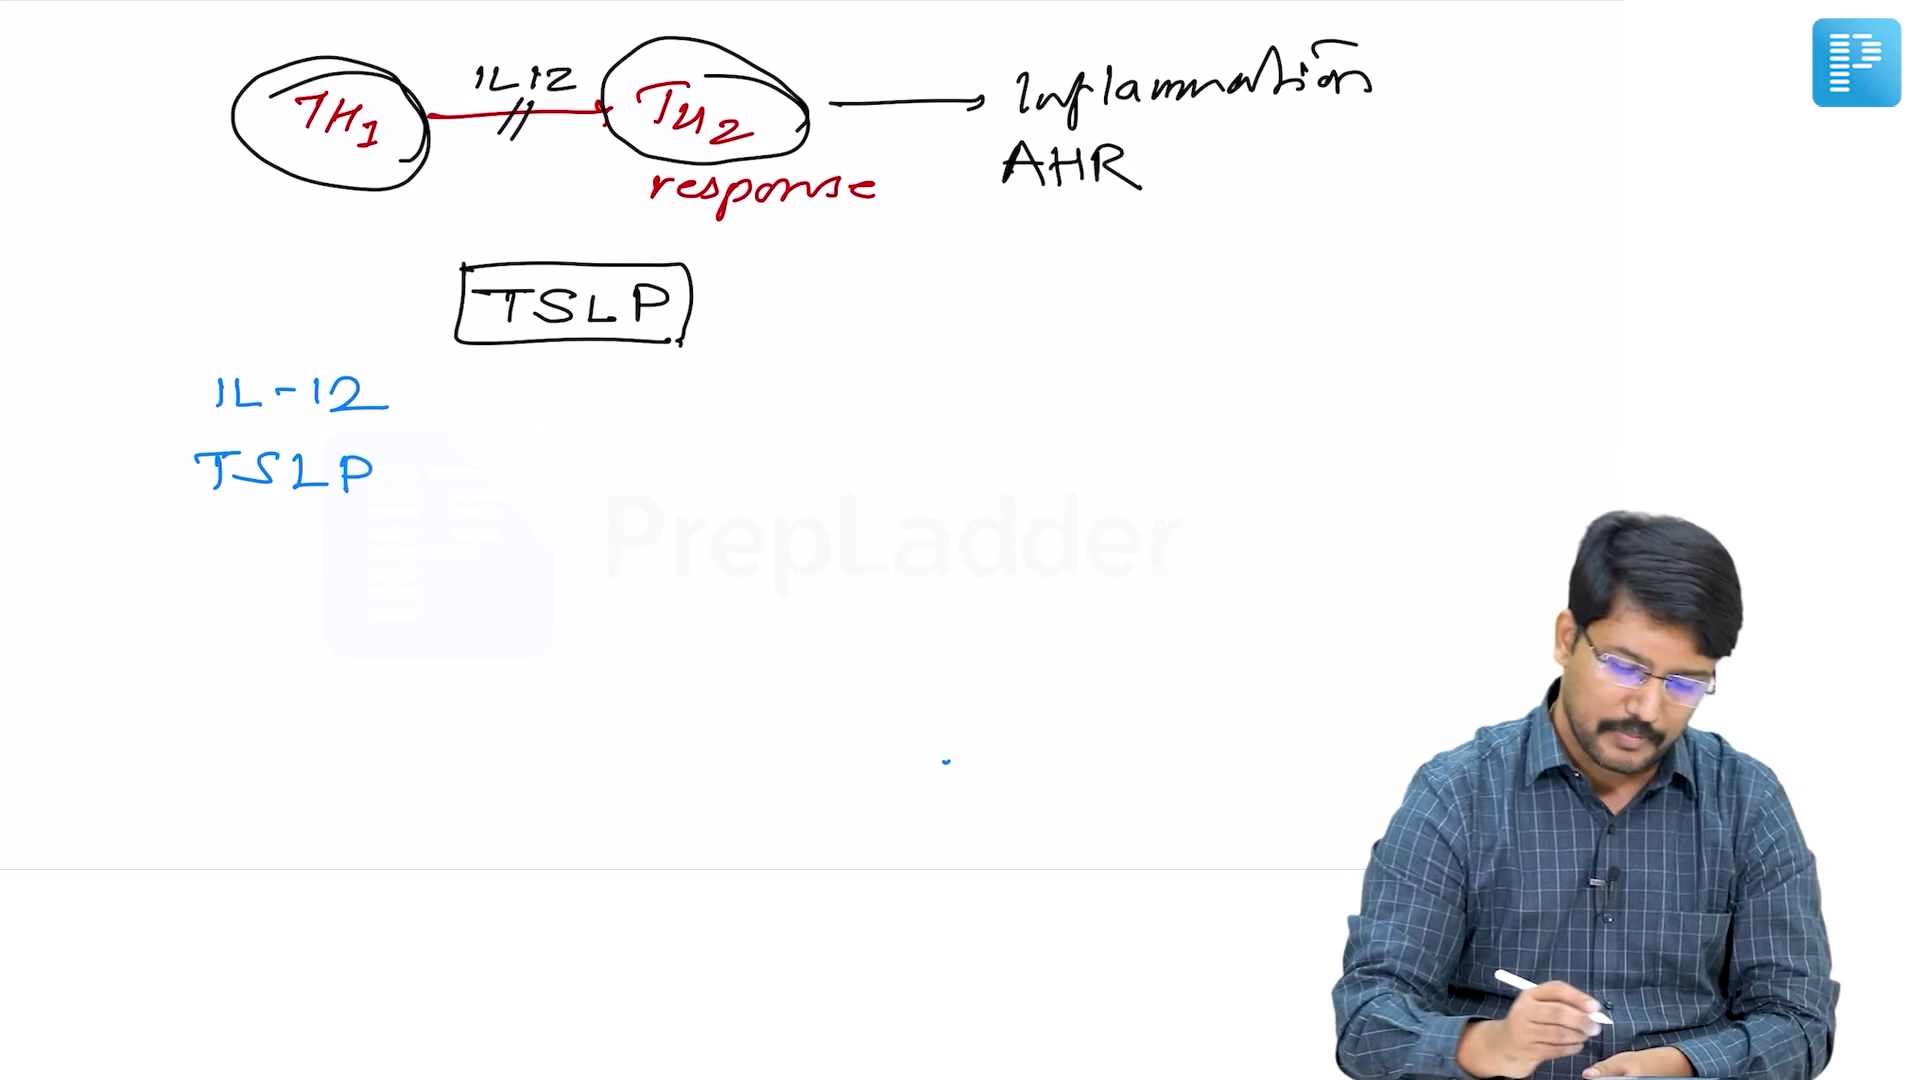 IL12
TH1 TH2 Inflammation
AHR
response
TSLP
IL-12
TSLP
PrepLadder